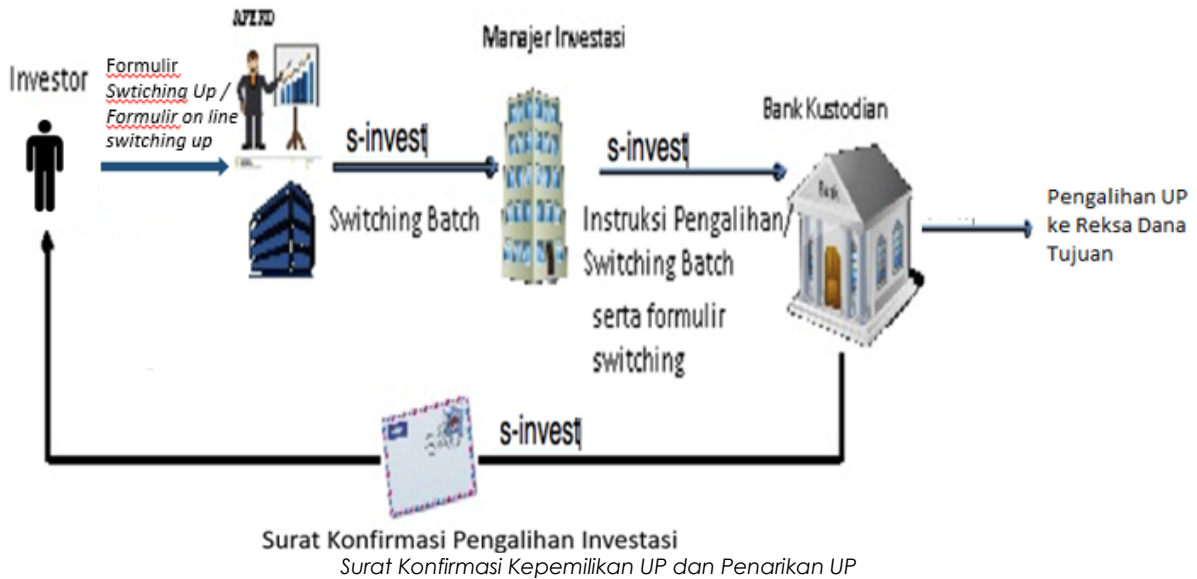 Investor
Formulir
Swtiching Up /
Formulir on line
switching up
s-invest
Switching Batch
Manajer Investasi
s-invest
Instruksi Pengalihan/
Switching Batch
serta formulir
switching
Bank Kustodian
Bank
Pengalihan UP
ke Reksa Dana
Tujuan
s-invest
Surat Konfirmasi Pengalihan Investasi
Surat Konfirmasi Kepemilikan UP dan Penarikan UP